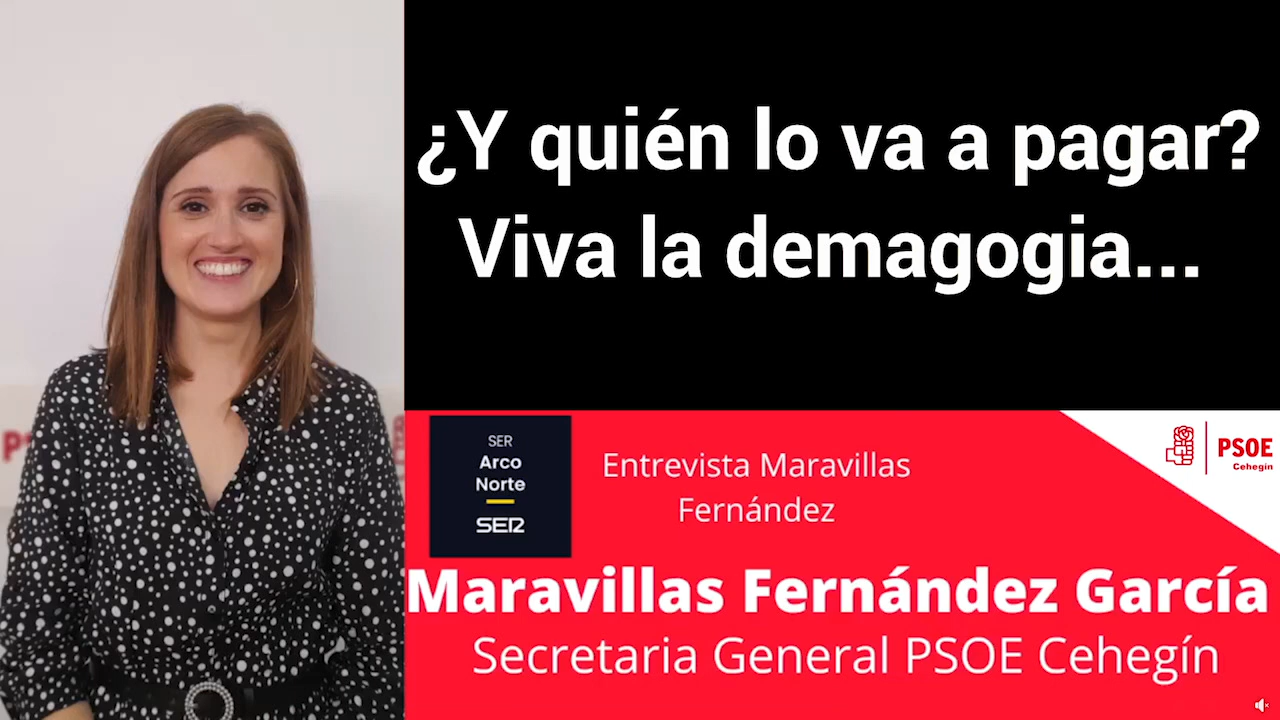 ¿Y quién lo va a pagar?
Viva la demagogia...
SER
Arco
Norte
SER
Entrevista Maravillas
Fernández
PSOE
Cehegín
Maravillas Fernández García
Secretaria General PSOE Cehegín